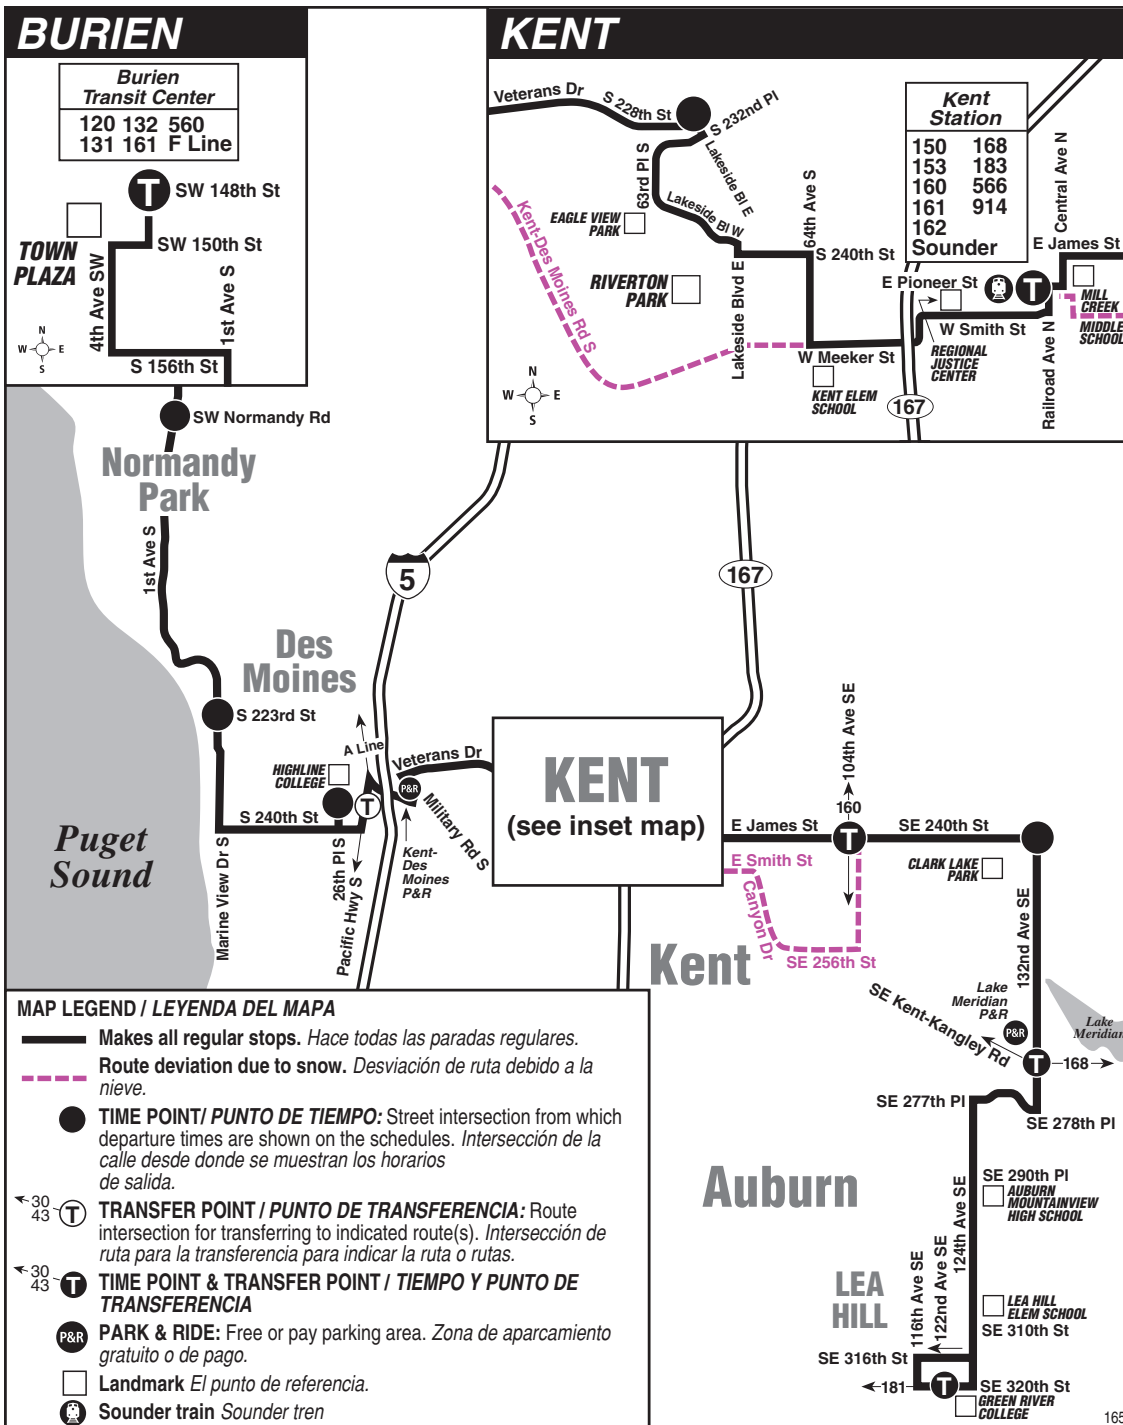 BURIEN
Burien
Transit Center
120 132 560
131 161 F Line
T
SW 148th St
TOWN
PLAZA
SW 150th St
4th Ave SW
1st Ave S
S 156th St
N
W E
S
KENT
Veterans Dr
S 228th St
S 232nd Pl
63rd Pl S
Lakeside Bl E
Lakeside Bl W
EAGLE VIEW
PARK
RIVERTON
PARK
Kent-Des Moines Rd S
Lakeside Blvd E
64th Ave S
S 240th St
W Meeker St
KENT ELEM
SCHOOL
N
W E
S
Kent
Station
150 168
153 183
160 566
161 914
162
Sounder
Central Ave N
E James St
E Pioneer St
T
MILL
CREEK
MIDDLE
SCHOOL
W Smith St
REGIONAL
JUSTICE
CENTER
Railroad Ave N
167
SW Normandy Rd
Normandy
Park
1st Ave S
5
167
Des
Moines
S 223rd St
A Line
Veterans Dr
HIGHLINE
COLLEGE
P&R
T
S 240th St
Military Rd S
Kent-
Des
Moines
P&R
26th Pl S
Pacific Hwy S
Marine View Dr S
Puget
Sound
KENT
(see inset map)
104th Ave SE
160
E James St
T
SE 240th St
E Smith St
Canyon Dr
SE 256th St
CLARK LAKE
PARK
132nd Ave SE
Kent
Lake
Meridian
P&R
P&R
SE Kent-Kangley Rd
Lake
Meridian
T
168
SE 277th Pl
SE 278th Pl
Auburn
SE 290th Pl
AUBURN
MOUNTAINVIEW
HIGH SCHOOL
124th Ave SE
LEA
HILL
116th Ave SE
122nd Ave SE
LEA HILL
ELEM SCHOOL
SE 310th St
SE 316th St
181
T
SE 320th St
GREEN RIVER
COLLEGE
165
MAP LEGEND / LEYENDA DEL MAPA
Makes all regular stops. Hace todas las paradas regulares.
Route deviation due to snow. Desviación de ruta debido a la
nieve.
TIME POINT/ PUNTO DE TIEMPO: Street intersection from which
departure times are shown on the schedules. Intersección de la
calle desde donde se muestran los horarios
de salida.
30
43
T
TRANSFER POINT / PUNTO DE TRANSFERENCIA: Route
intersection for transferring to indicated route(s). Intersección de
ruta para la transferencia para indicar la ruta o rutas.
30
43
T
TIME POINT & TRANSFER POINT / TIEMPO Y PUNTO DE
TRANSFERENCIA
P&R
PARK & RIDE: Free or pay parking area. Zona de aparcamiento
gratuito o de pago.
Landmark El punto de referencia.
Sounder train Sounder tren